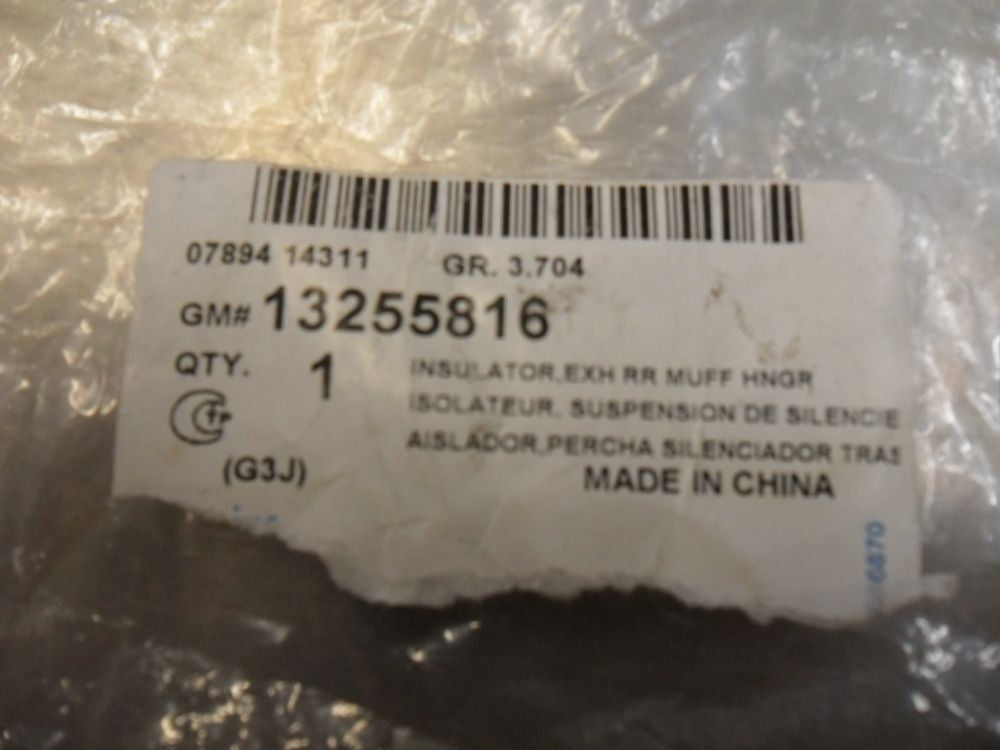 07894 14311 GR. 3.704
GM# 13255816
QTY. 1
INSULATOR,EXH RR MUFF HNGR
ISOLATEUR, SUSPENSION DE SILENCIE
AISLADOR,PERCHA SILENCIADOR TRAS
(G3J)
MADE IN CHINA